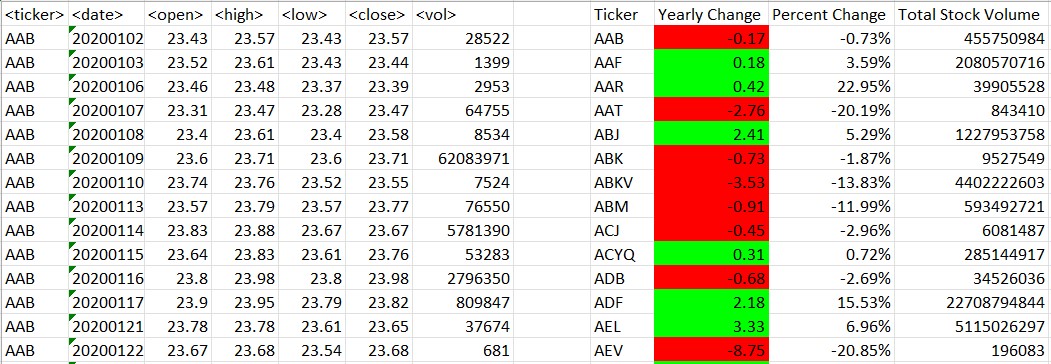 <ticker> <date> <open> <high> <low> <close> <vol> Ticker Yearly Change Percent Change Total Stock Volume
AAB 20200102 23.43 23.57 23.43 23.57 28522 AAB -0.17 -0.73% 455750984
AAB 20200103 23.52 23.61 23.43 23.44 1399 AAF 0.18 3.59% 2080570716
AAB 20200106 23.46 23.48 23.37 23.39 2953 AAR 0.42 22.95% 39905528
AAB 20200107 23.31 23.47 23.28 23.47 64755 AAT -2.76 -20.19% 843410
AAB 20200108 23.4 23.61 23.4 23.58 8534 ABJ 2.41 5.29% 1227953758
AAB 20200109 23.6 23.71 23.6 23.71 62083971 ABK -0.73 -1.87% 9527549
AAB 20200110 23.74 23.76 23.52 23.55 7524 ABKV -3.53 -13.83% 4402222603
AAB 20200113 23.57 23.79 23.57 23.77 76550 ABM -0.91 -11.99% 593492721
AAB 20200114 23.83 23.88 23.67 23.67 5781390 ACJ -0.45 -2.96% 6081487
AAB 20200115 23.64 23.83 23.61 23.76 53283 ACYQ 0.31 0.72% 285144917
AAB 20200116 23.8 23.98 23.8 23.98 2796350 ADB -0.68 -2.69% 34526036
AAB 20200117 23.9 23.95 23.79 23.82 809847 ADF 2.18 15.53% 22708794844
AAB 20200121 23.78 23.78 23.61 23.65 37674 AEL 3.33 6.96% 5115026297
AAB 20200122 23.67 23.68 23.54 23.68 681 AEV -8.75 -20.85% 196083